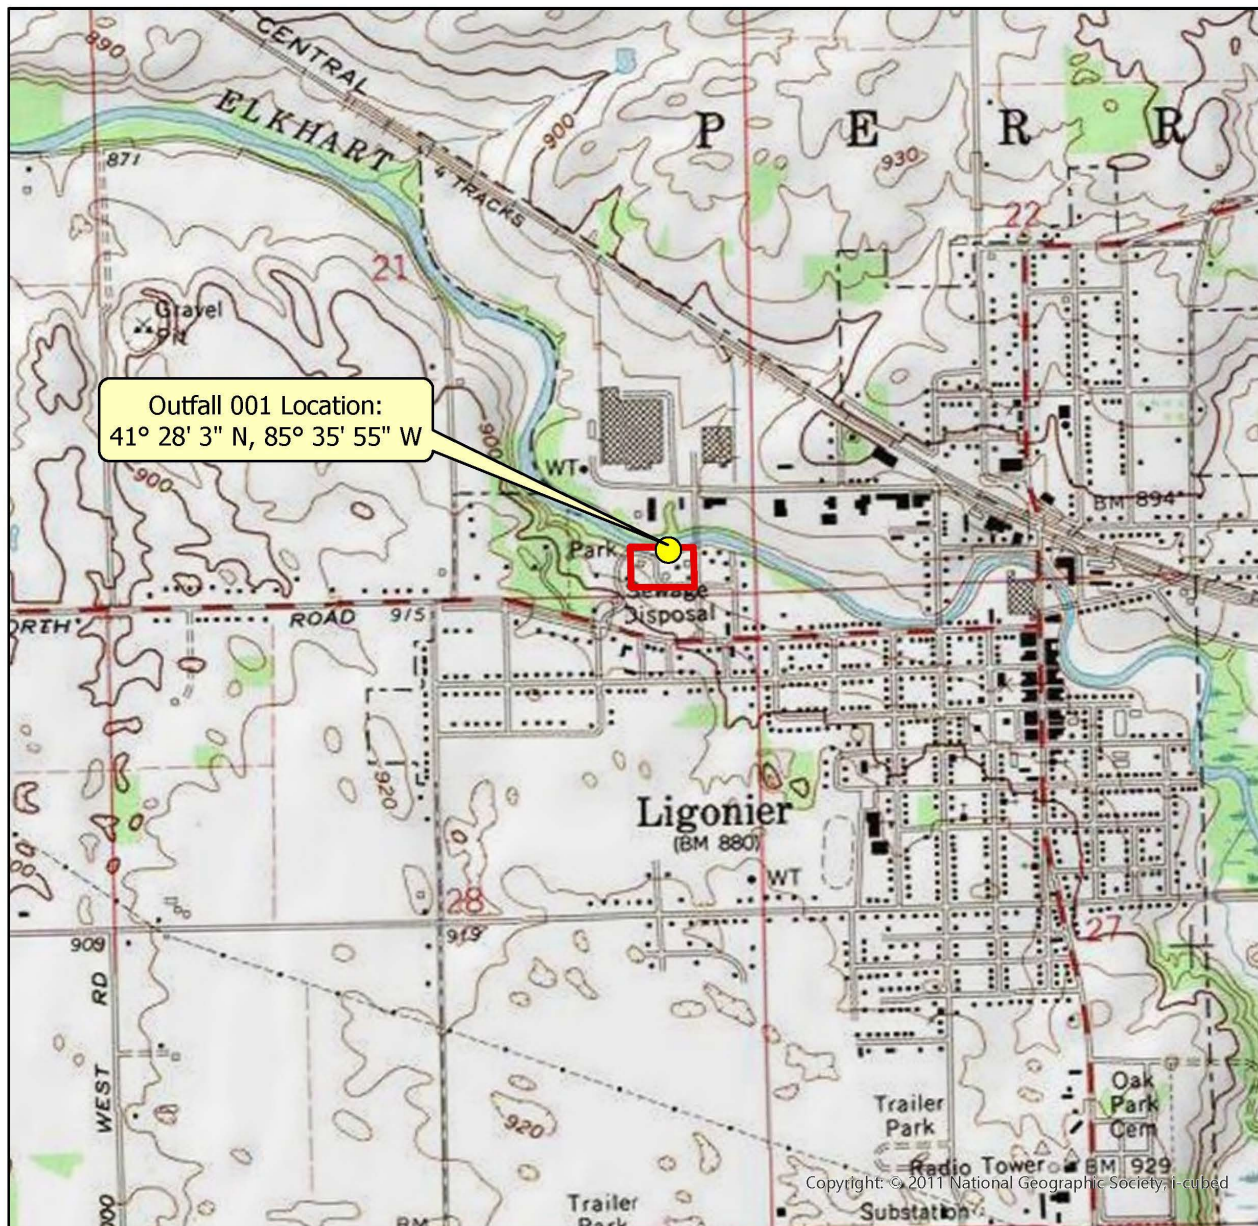 890
CENTRAL
ELKHART
4 TRACKS
900
P E R R
930
871
22
21
Gravel
Pit
Outfall 001 Location:
41° 28' 3" N, 85° 35' 55" W
900
900
WT
BM 894
Park
Sewage
Disposal
ROAD
915
920
Ligonier
(BM 880)
WT
28
909
919
27
WEST RD
920
Trailer
Park
Oak
Park
Cem
Radio Tower
BM 929
Copyright: © 2011 National Geographic Society, i-cubed
Trailer
Park
Substation
BM